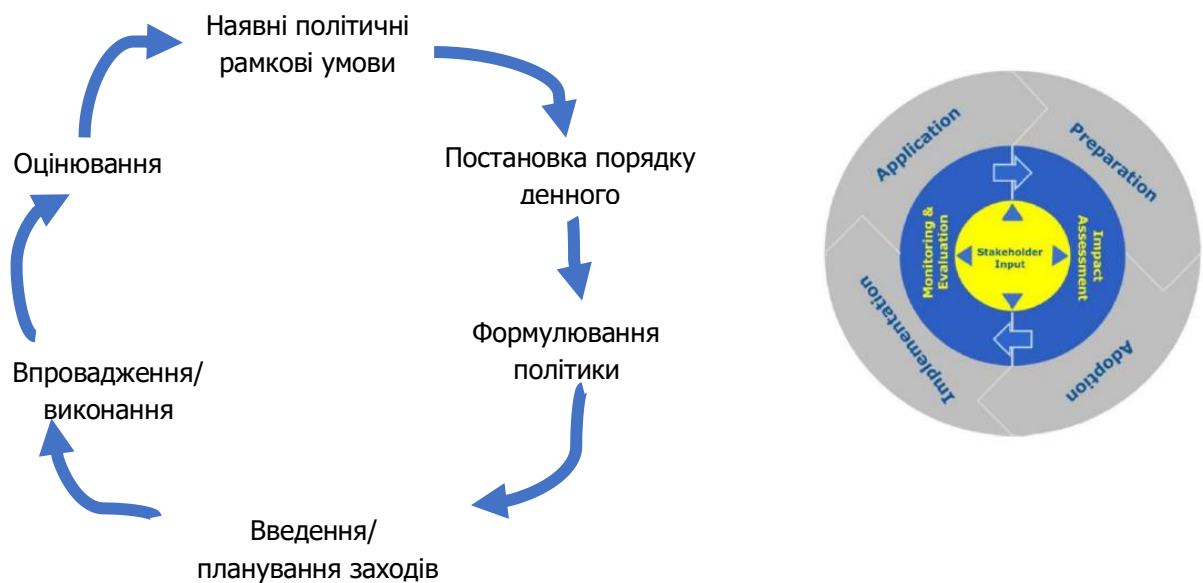 Наявні політичні
рамкові умови
Постановка порядку
денного
Формулювання
політики
Введення/
планування заходів
Впровадження/
виконання
Оцінювання
Application
Preparation
Adoption
Implementation
Monitoring &
Evaluation
Impact
Assessment
Stakeholder
Input